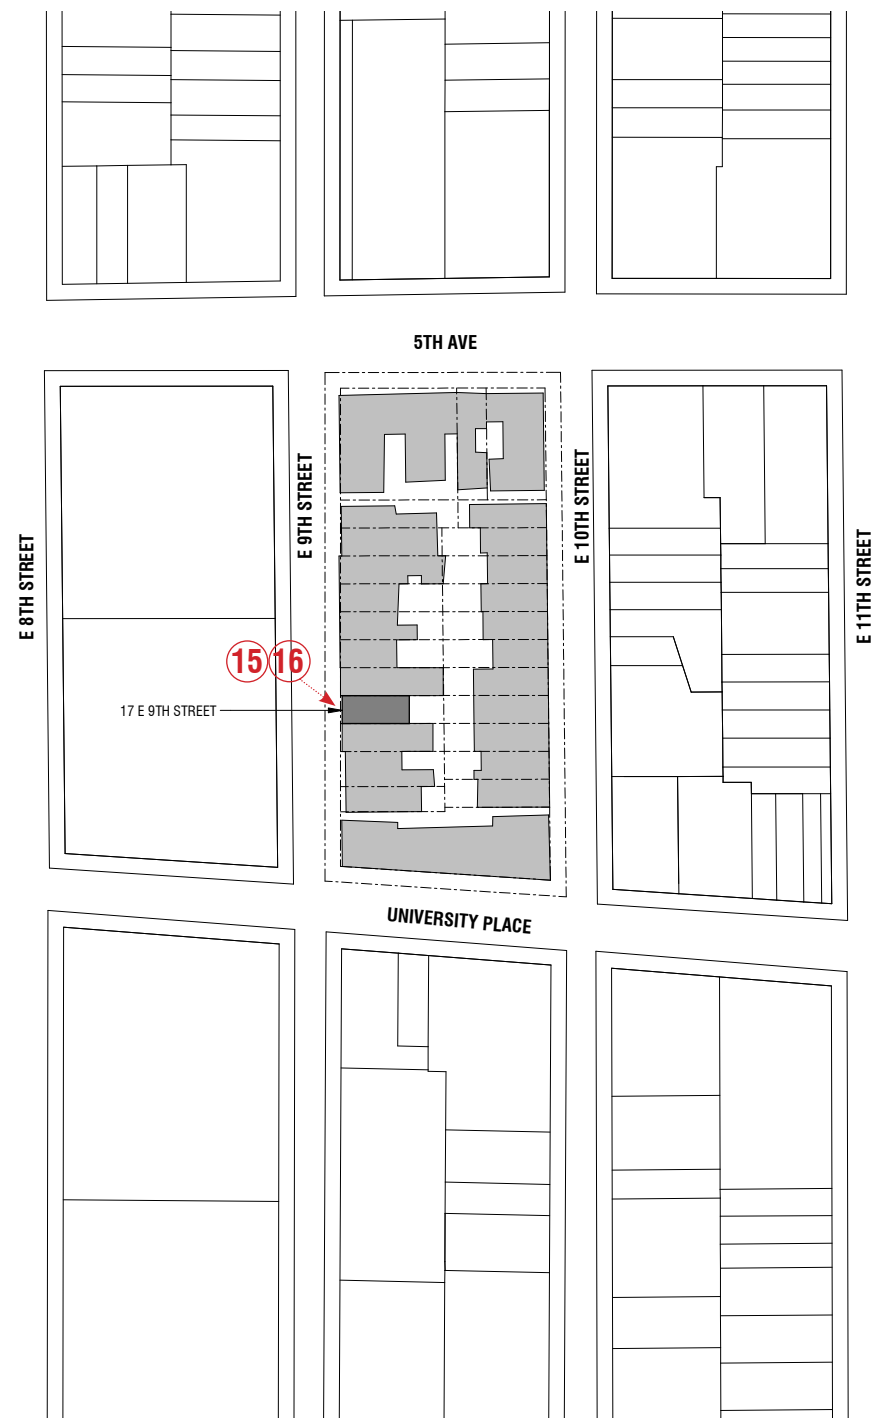 5TH AVE
E 9TH STREET
E 10TH STREET
E 8TH STREET
E 11TH STREET
15 16
17 E 9TH STREET
UNIVERSITY PLACE